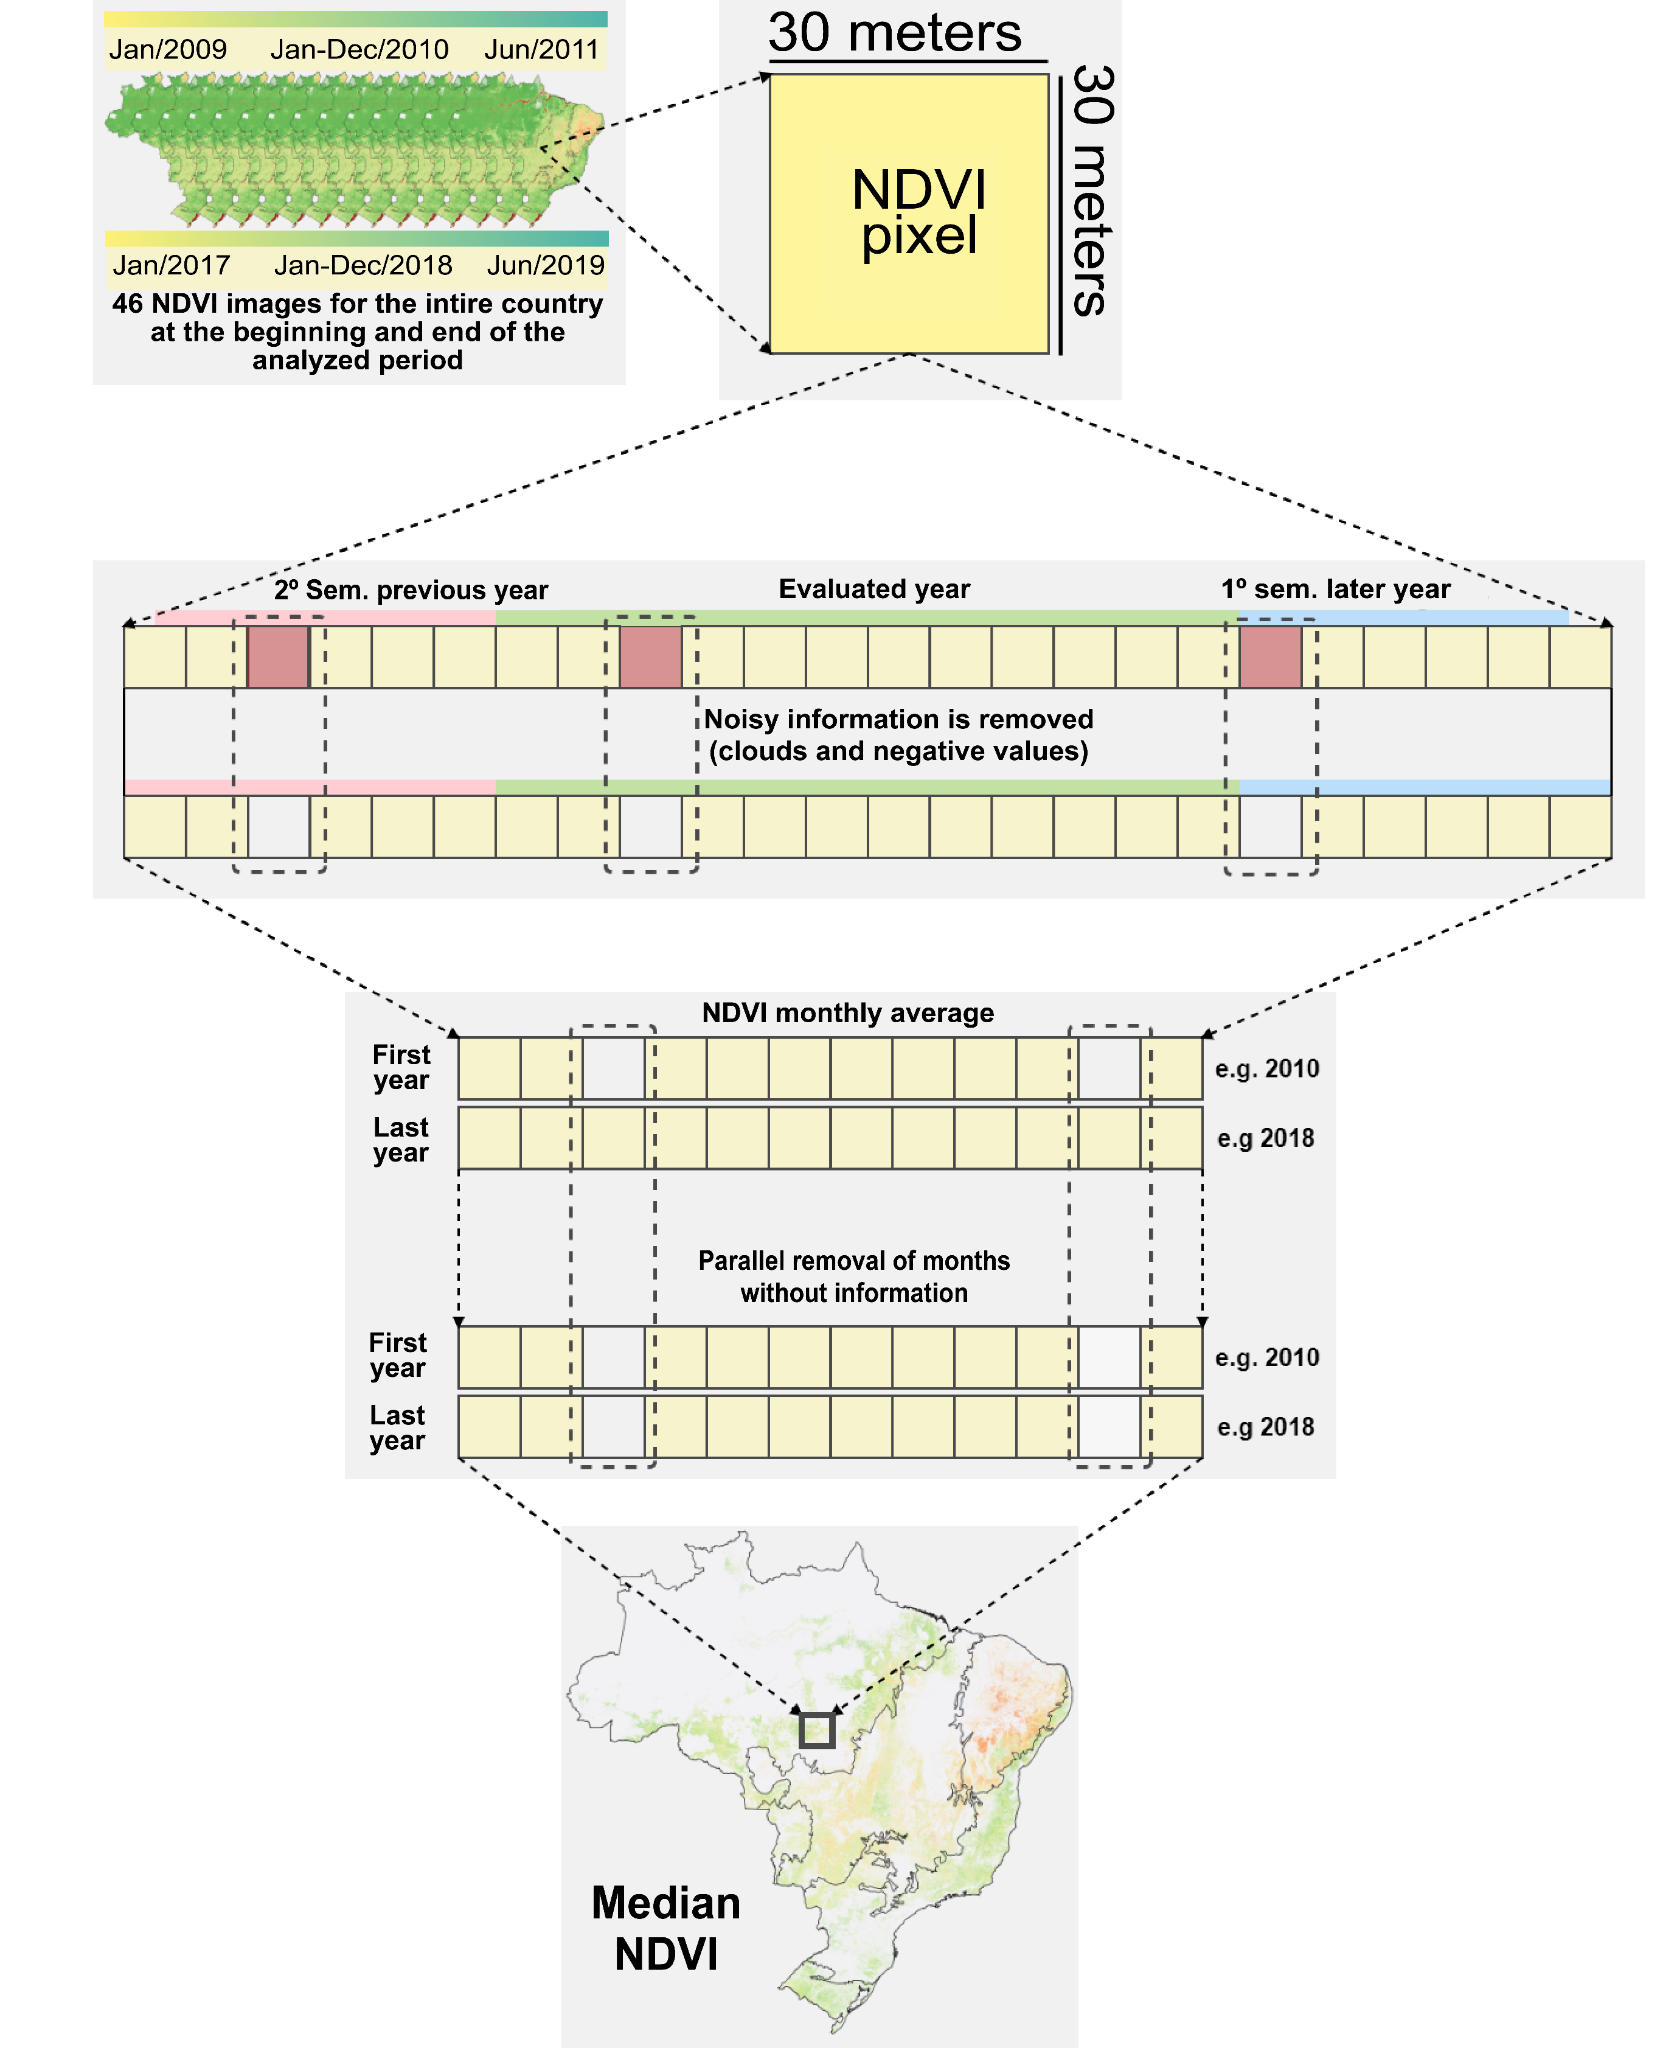 Jan/2009 Jan-Dec/2010 Jun/2011
Jan/2017 Jan-Dec/2018 Jun/2019
46 NDVI images for the intire country
at the beginning and end of the
analyzed period
30 meters
30 meters
NDVI
pixel
2º Sem. previous year Evaluated year 1º sem. later year
Noisy information is removed
(clouds and negative values)
NDVI monthly average
First
year
e.g. 2010
Last
year
e.g 2018
Parallel removal of months
without information
First
year
e.g. 2010
Last
year
e.g 2018
Median
NDVI